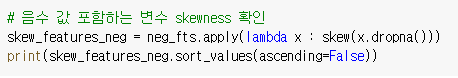 # 음수 값 포함하는 변수 skewness 확인
skew_features_neg = neg_fts.apply(lambda x : skew(x.dropna()))
print(skew_features_neg.sort_values(ascending=False))